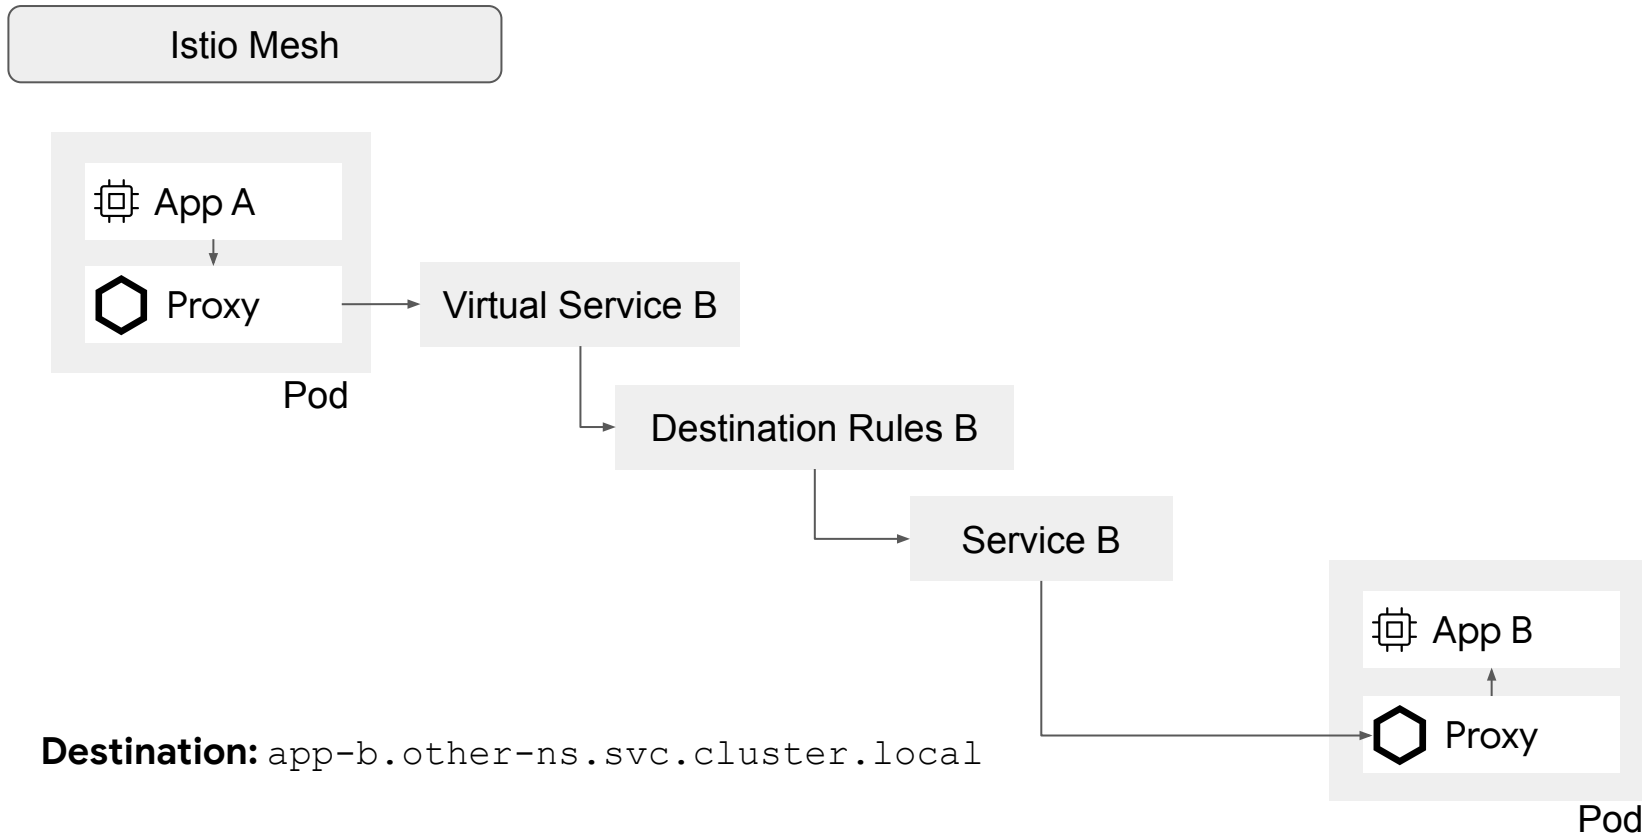 Istio Mesh
App A
Proxy
Pod
Virtual Service B
Destination Rules B
Service B
App B
Proxy
Pod
Destination: app-b.other-ns.svc.cluster.local